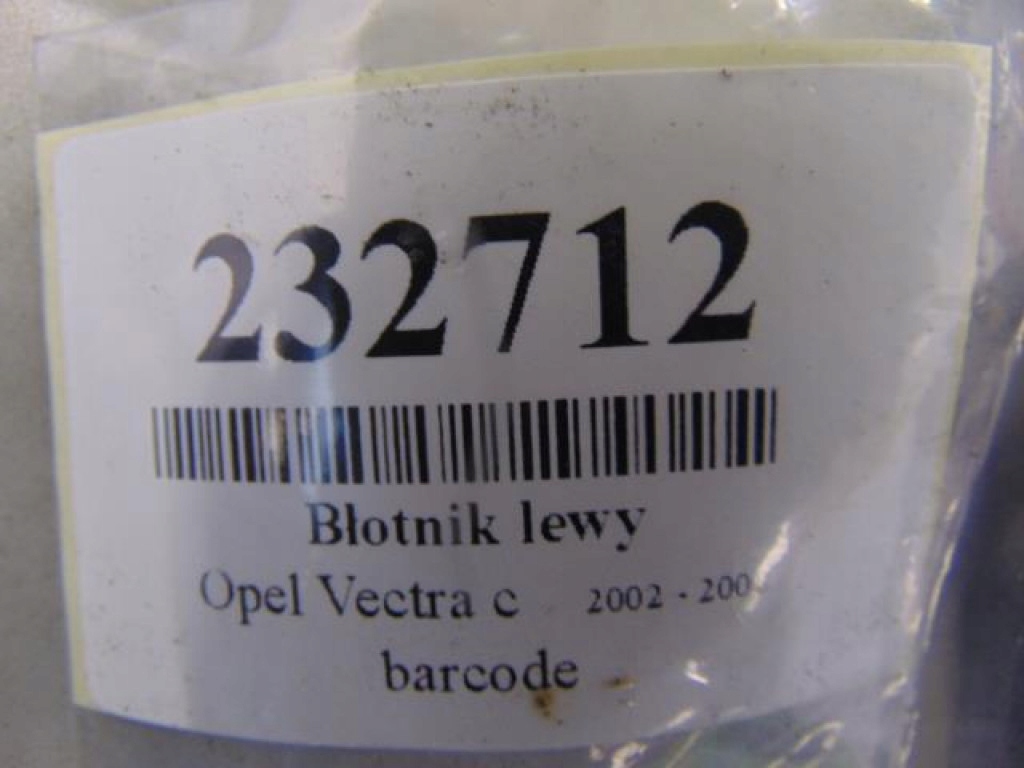 232712
Błotnik lewy
Opel Vectra c 2002 - 200
barcode